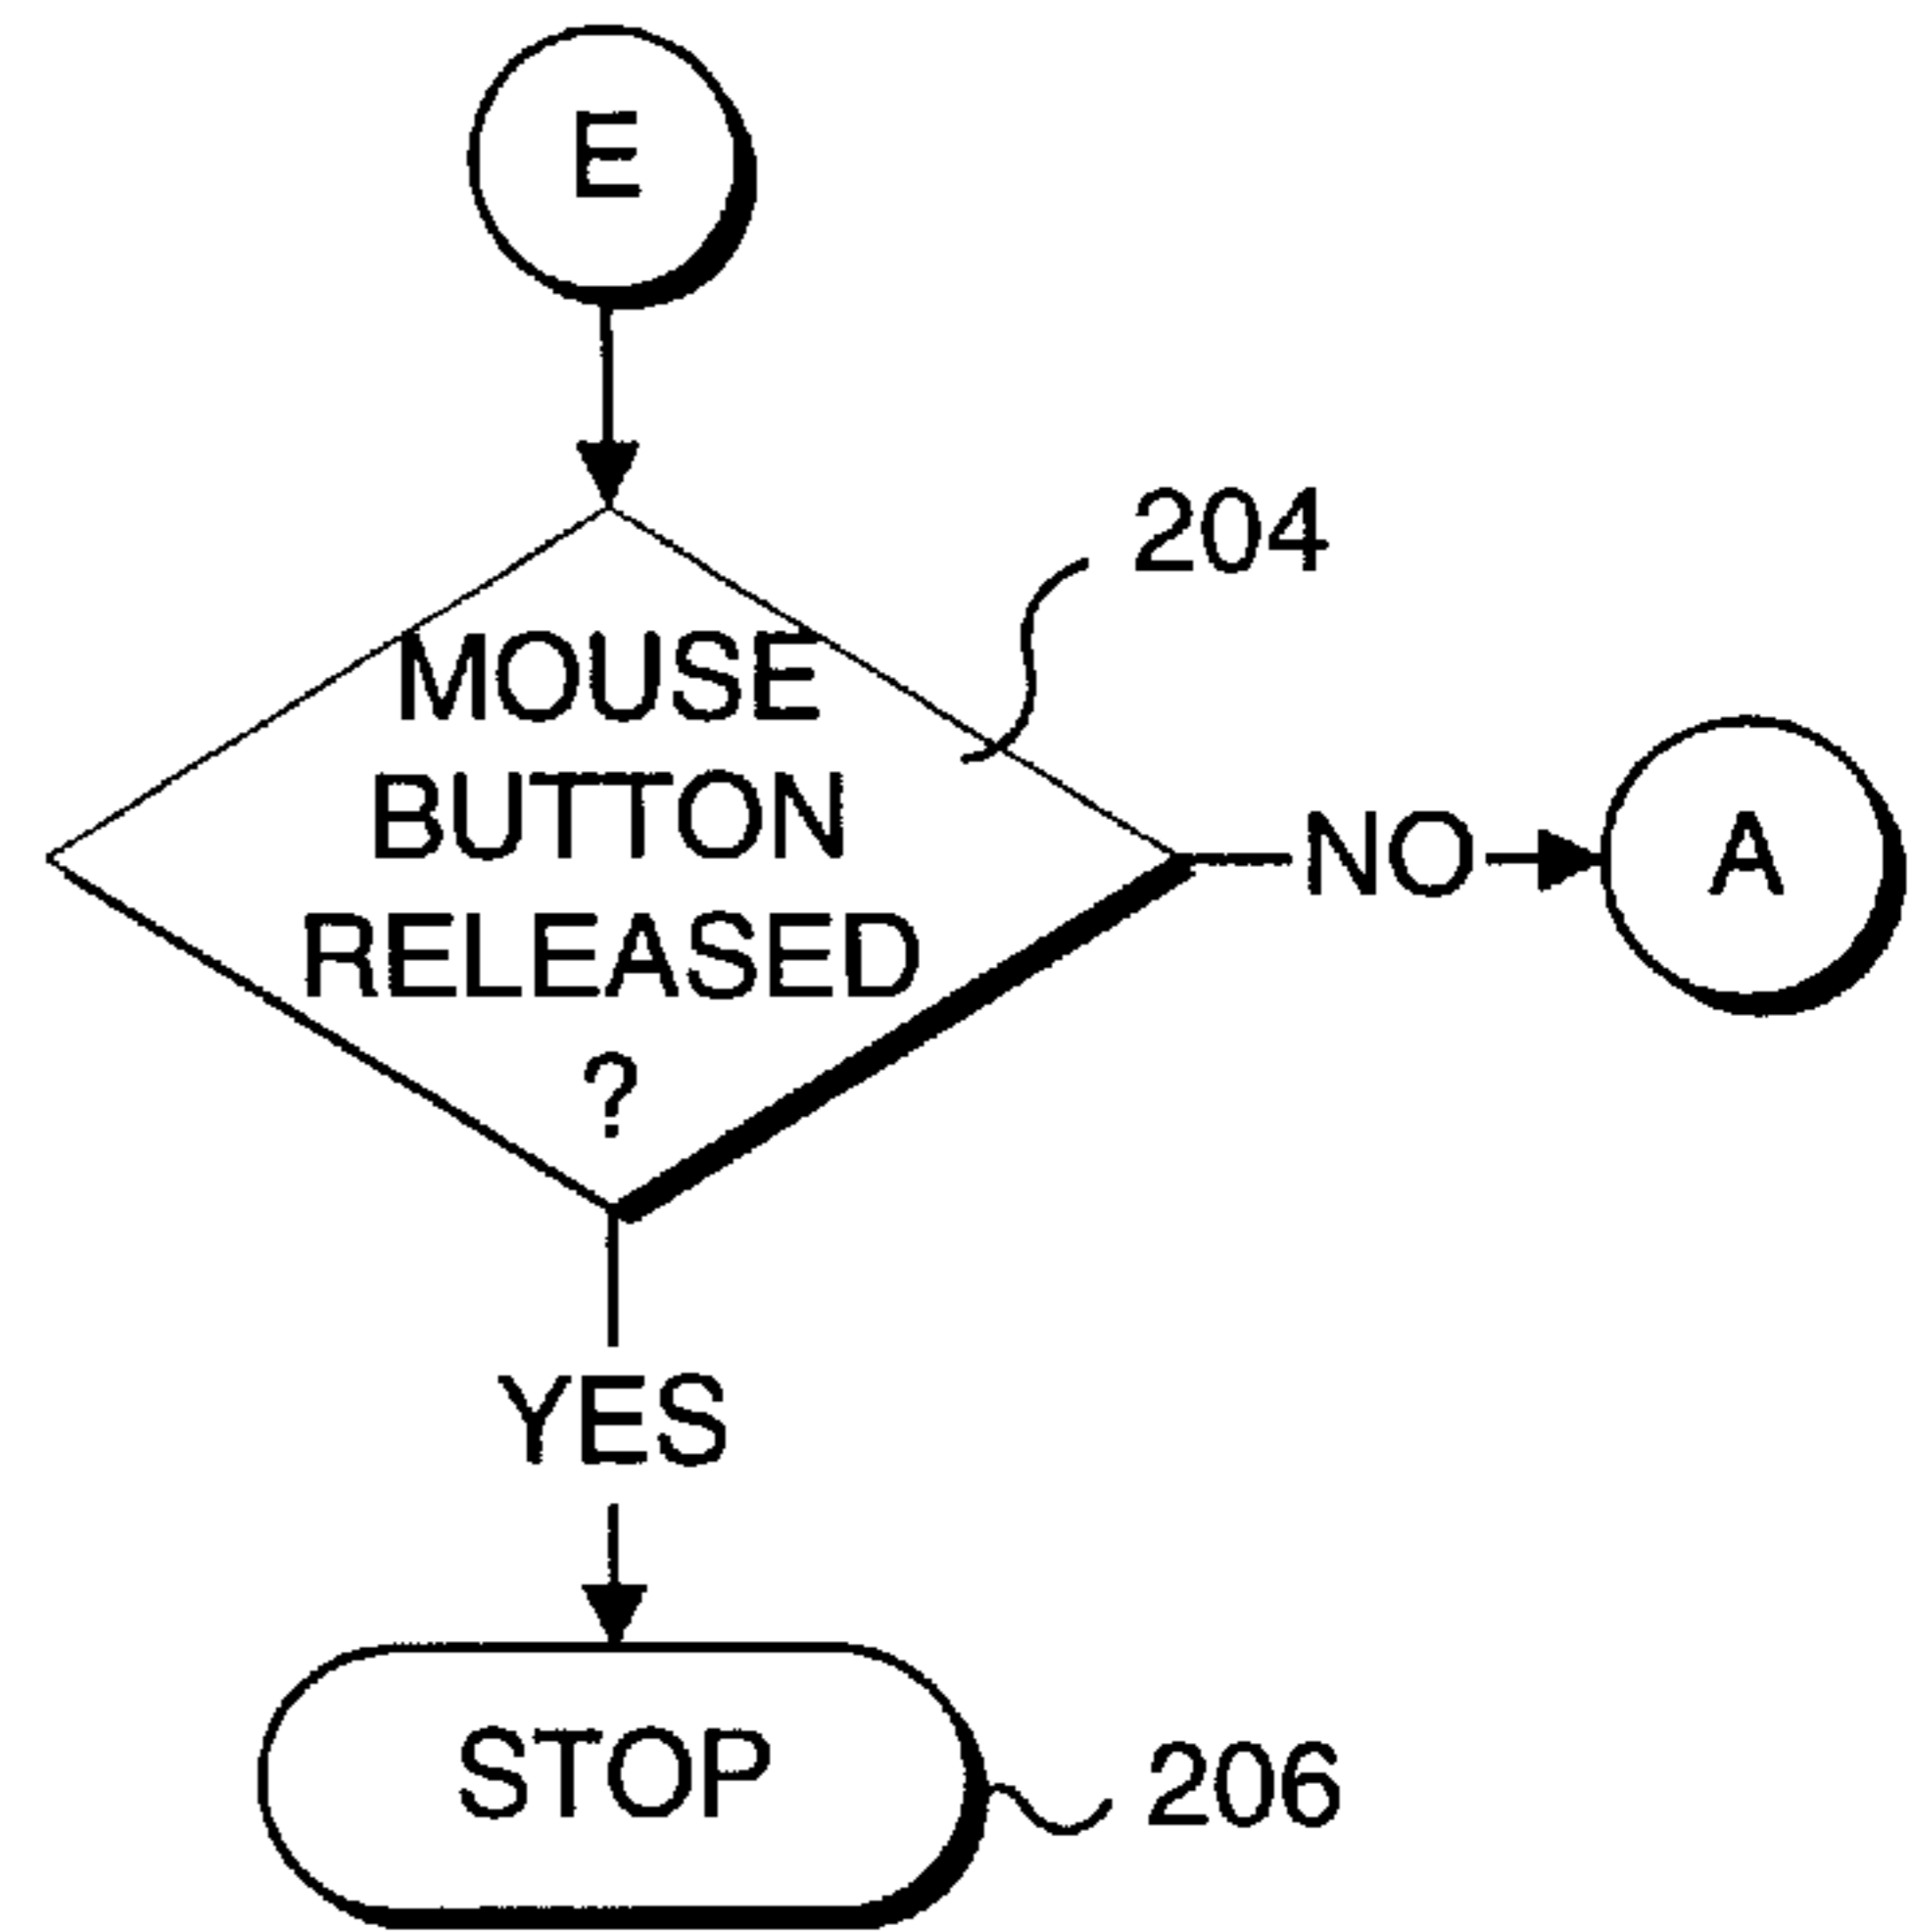 E
204
MOUSE
BUTTON
RELEASED
?
NO
A
YES
STOP
206